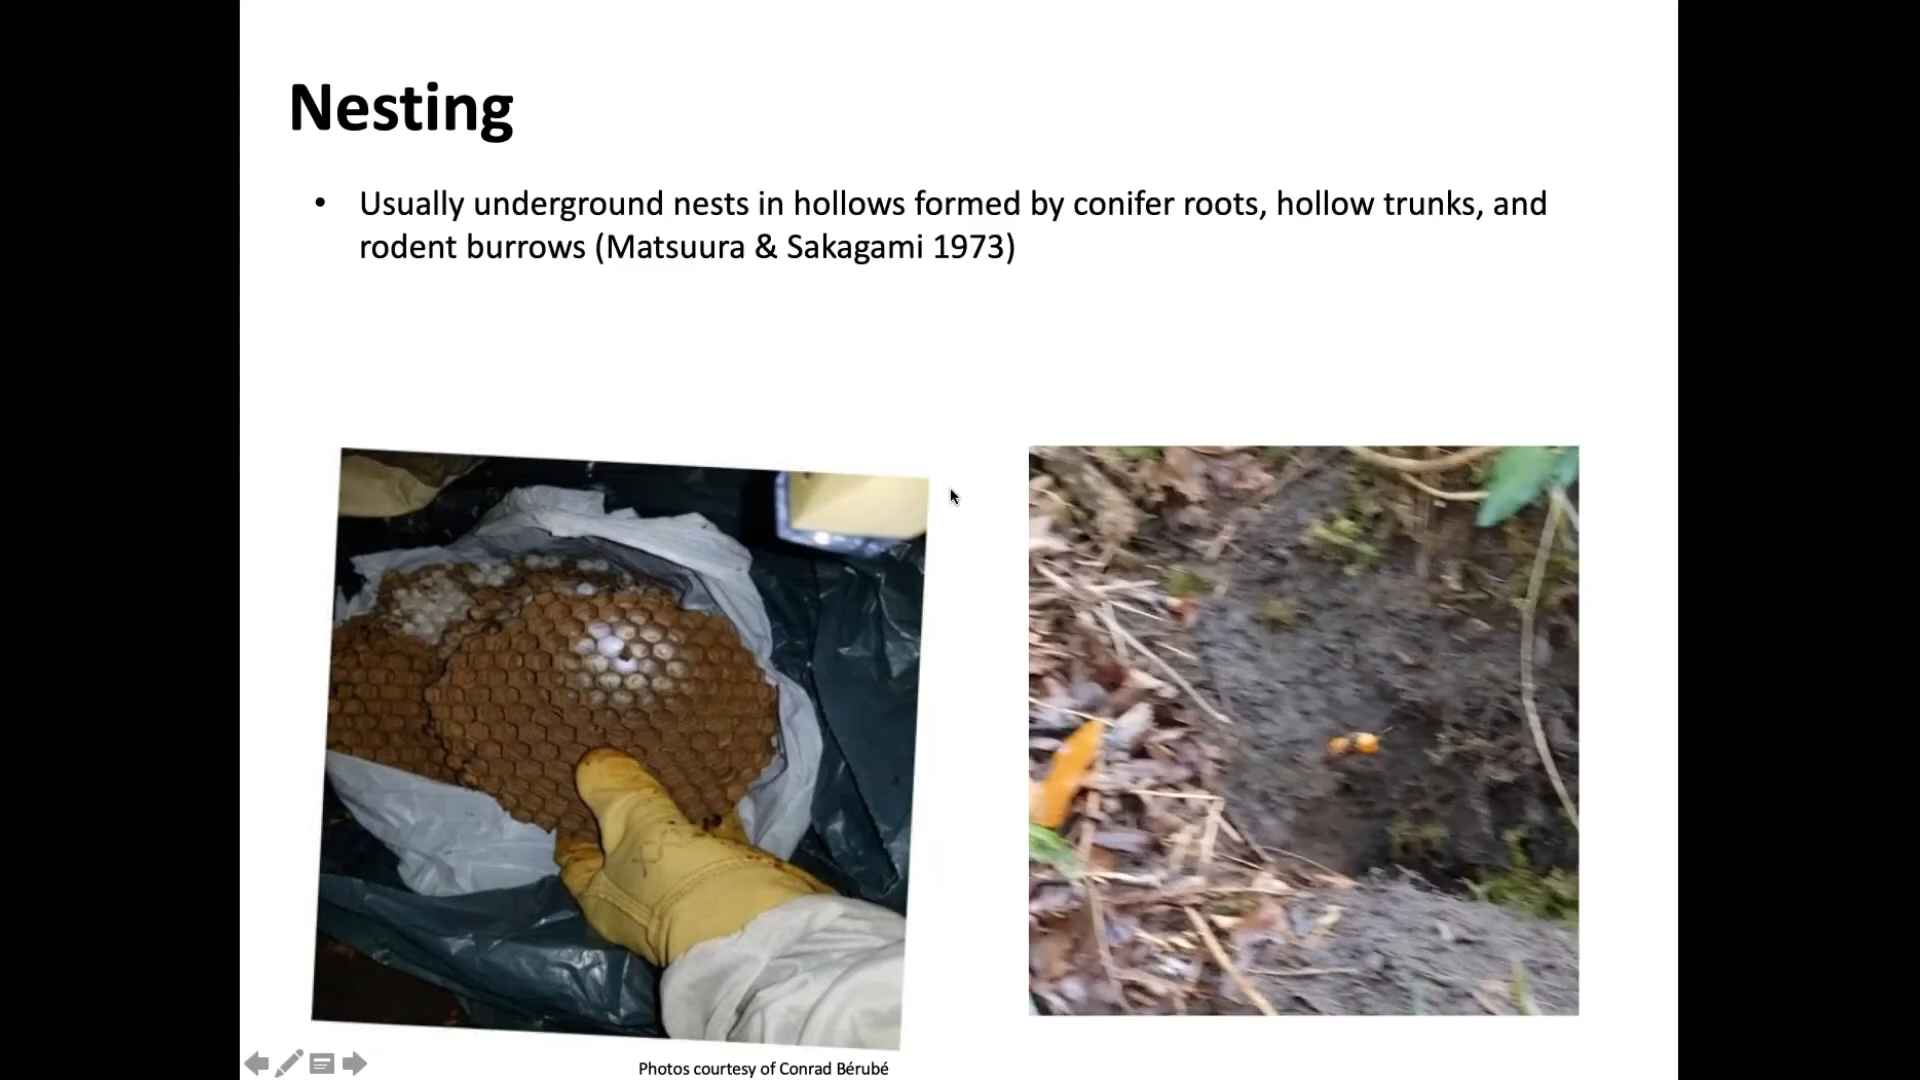 Nesting
• Usually underground nests in hollows formed by conifer roots, hollow trunks, and
rodent burrows (Matsuura & Sakagami 1973)
Photos courtesy of Conrad Bérubé